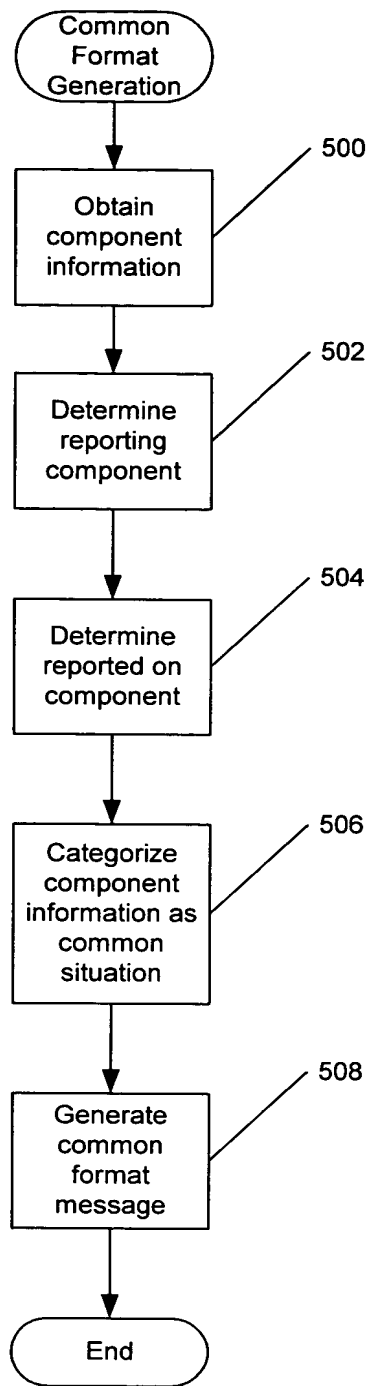 Common
Format
Generation
500
Obtain
component
information
502
Determine
reporting
component
504
Determine
reported on
component
506
Categorize
component
information as
common
situation
508
Generate
common
format
message
End